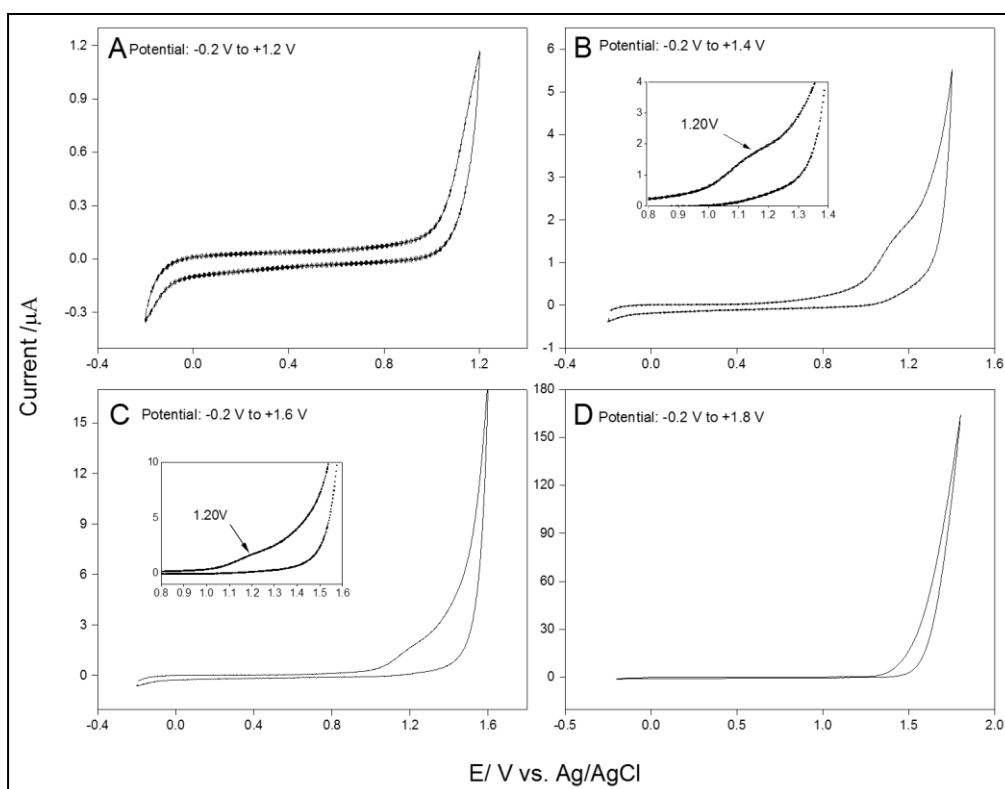 A Potential: -0.2 V to +1.2 V
1.2
0.9
0.6
0.3
0.0
-0.3
-0.4 0.0 0.4 0.8 1.2
B Potential: -0.2 V to +1.4 V
6
5
4
3
2
1
0
-1
-0.4 0.0 0.4 0.8 1.2 1.6
1.20V
4
3
2
1
0
0.8 0.9 1.0 1.1 1.2 1.3 1.4
Current /µA
C Potential: -0.2 V to +1.6 V
15
12
9
6
3
0
-0.4 0.0 0.4 0.8 1.2 1.6
1.20V
10
5
0
0.8 0.9 1.0 1.1 1.2 1.3 1.4 1.5 1.6
D Potential: -0.2 V to +1.8 V
180
150
120
90
60
30
0
-0.5 0.0 0.5 1.0 1.5 2.0
E/ V vs. Ag/AgCl